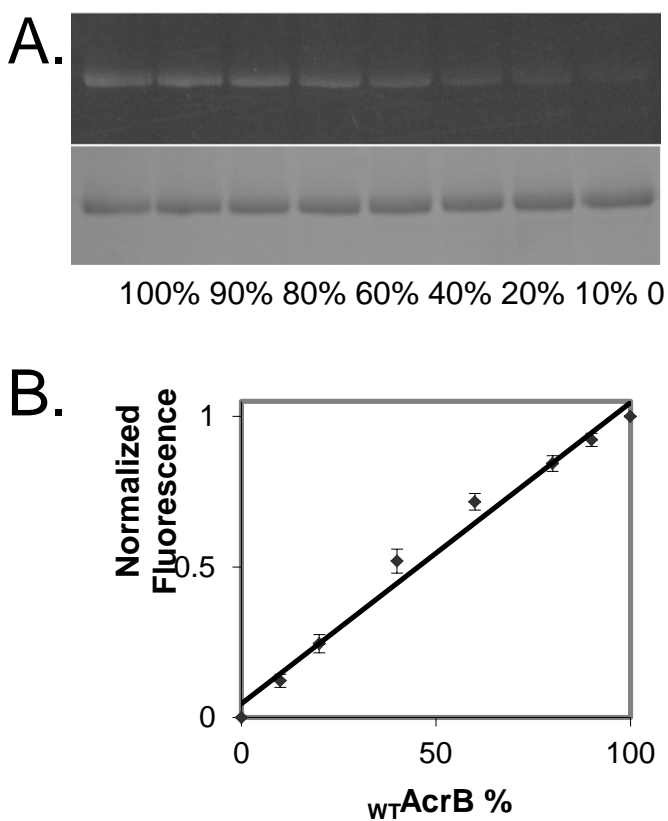 A.
100% 90% 80% 60% 40% 20% 10% 0
B.
Normalized
Fluorescence
1
0.5
0
0 50 100
WTAcrB %